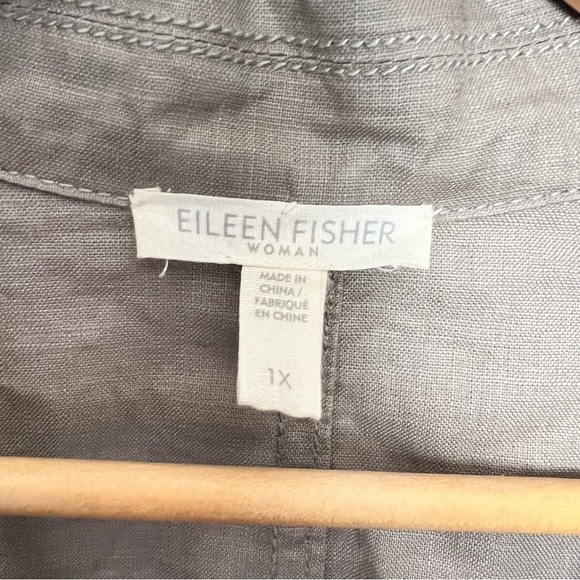 EILEEN FISHER
WOMAN
MADE IN
CHINA /
FABRIQUÉ
EN CHINE
1X